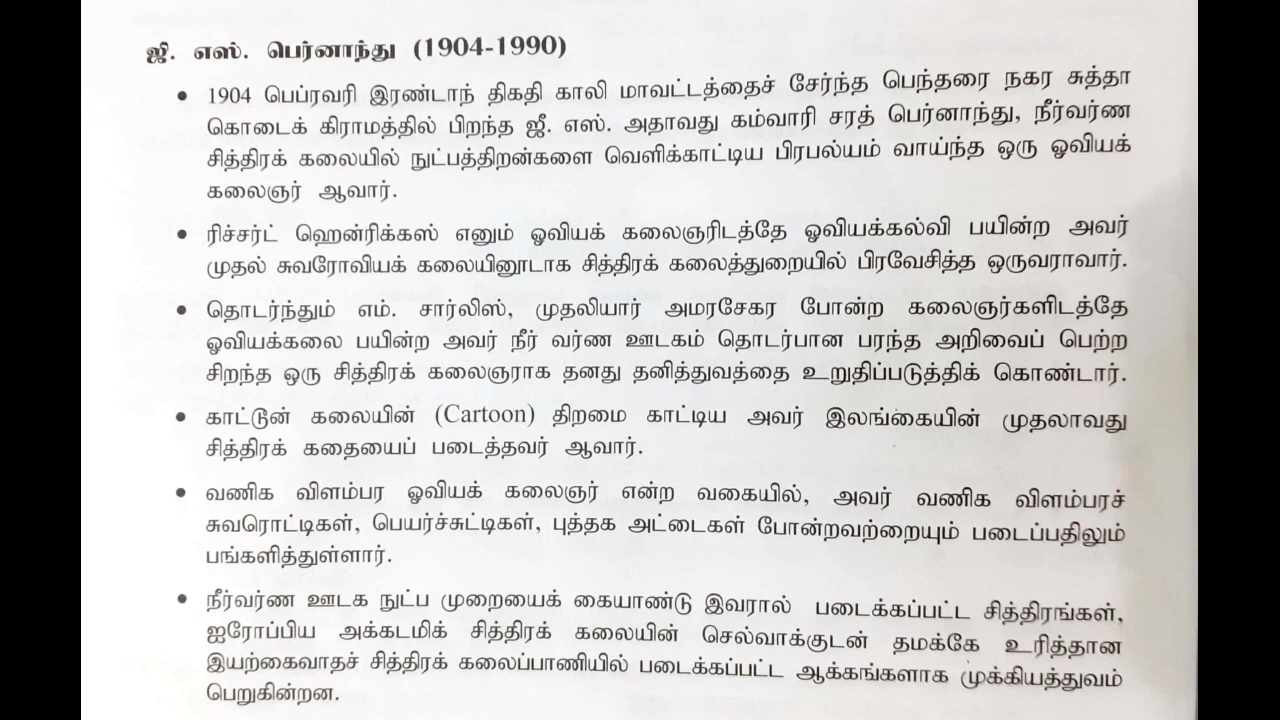 ஜி. எஸ். பெர்னாந்து (1904-1990)
• 1904 பெப்ரவரி இரண்டாந் திகதி காலி மாவட்டத்தைச் சேர்ந்த பெந்தரை நகர சுத்தா
கொடைக் கிராமத்தில் பிறந்த ஜீ. எஸ். அதாவது கம்வாரி சரத் பெர்னாந்து, நீர்வர்ண
சித்திரக் கலையில் நுட்பத்திறன்களை வெளிக்காட்டிய பிரபல்யம் வாய்ந்த ஒரு ஓவியக்
கலைஞர் ஆவார்.
• ரிச்சர்ட் ஹென்ரிக்கஸ் எனும் ஓவியக் கலைஞரிடத்தே ஓவியக்கல்வி பயின்ற அவர்
முதல் சுவரோவியக் கலையினூடாக சித்திரக் கலைத்துறையில் பிரவேசித்த ஒருவராவார்.
• தொடர்ந்தும் எம். சார்லிஸ், முதலியார் அமரசேகர போன்ற கலைஞர்களிடத்தே
ஓவியக்கலை பயின்ற அவர் நீர் வர்ண ஊடகம் தொடர்பான பரந்த அறிவைப் பெற்ற
சிறந்த ஒரு சித்திரக் கலைஞராக தனது தனித்துவத்தை உறுதிப்படுத்திக் கொண்டார்.
• காட்டூன் கலையின் (Cartoon) திறமை காட்டிய அவர் இலங்கையின் முதலாவது
சித்திரக் கதையைப் படைத்தவர் ஆவார்.
• வணிக விளம்பர ஓவியக் கலைஞர் என்ற வகையில், அவர் வணிக விளம்பரச்
சுவரொட்டிகள், பெயர்ச்சுட்டிகள், புத்தக அட்டைகள் போன்றவற்றையும் படைப்பதிலும்
பங்களித்துள்ளார்.
• நீர்வர்ண ஊடக நுட்ப முறையைக் கையாண்டு இவரால் படைக்கப்பட்ட சித்திரங்கள்,
ஐரோப்பிய அக்கடமிக் சித்திரக் கலையின் செல்வாக்குடன் தமக்கே உரித்தான
இயற்கைவாதச் சித்திரக் கலைப்பாணியில் படைக்கப்பட்ட ஆக்கங்களாக முக்கியத்துவம்
பெறுகின்றன.